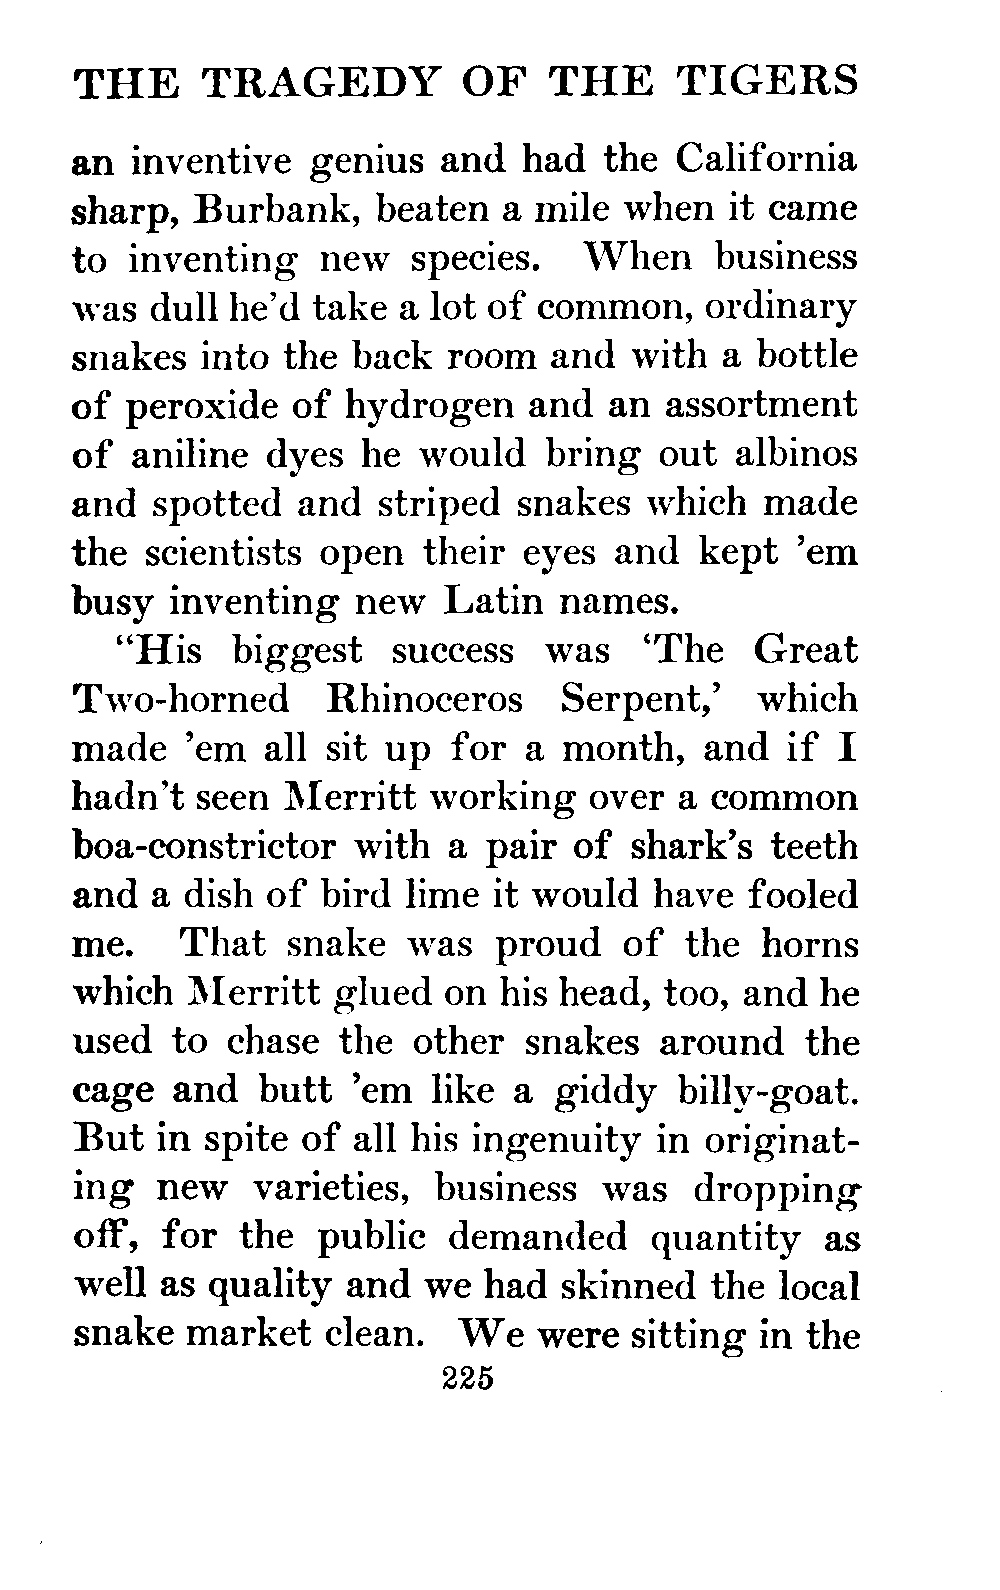 THE TRAGEDY OF THE TIGERS
an inventive genius and had the California
sharp, Burbank, beaten a mile when it came
to inventing new species. When business
was dull he'd take a lot of common, ordinary
snakes into the back room and with a bottle
of peroxide of hydrogen and an assortment
of aniline dyes he would bring out albinos
and spotted and striped snakes which made
the scientists open their eyes and kept 'em
busy inventing new Latin names.
“His biggest success was ‘The Great
Two-horned Rhinoceros Serpent,’ which
made 'em all sit up for a month, and if I
hadn't seen Merritt working over a common
boa-constrictor with a pair of shark's teeth
and a dish of bird lime it would have fooled
me. That snake was proud of the horns
which Merritt glued on his head, too, and he
used to chase the other snakes around the
cage and butt 'em like a giddy billy-goat.
But in spite of all his ingenuity in originat-
ing new varieties, business was dropping
off, for the public demanded quantity as
well as quality and we had skinned the local
snake market clean. We were sitting in the
225